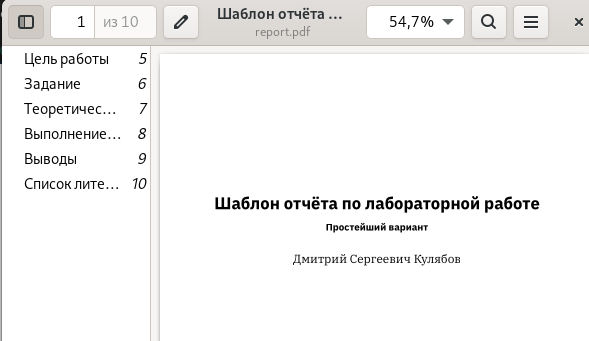 1 из 10
Шаблон отчёта ...
report.pdf
54,7%
Цель работы 5
Задание 6
Теоретичес... 7
Выполнение... 8
Выводы 9
Список лите... 10
Шаблон отчёта по лабораторной работе
Простейший вариант
Дмитрий Сергеевич Кулябов